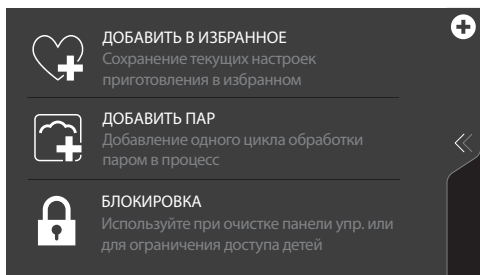 ДОБАВИТЬ В ИЗБРАННОЕ
Сохранение текущих настроек
приготовления в избранном
ДОБАВИТЬ ПАР
Добавление одного цикла обработки
паром в процесс
БЛОКИРОВКА
Используйте при очистке панели упр. или
для ограничения доступа детей